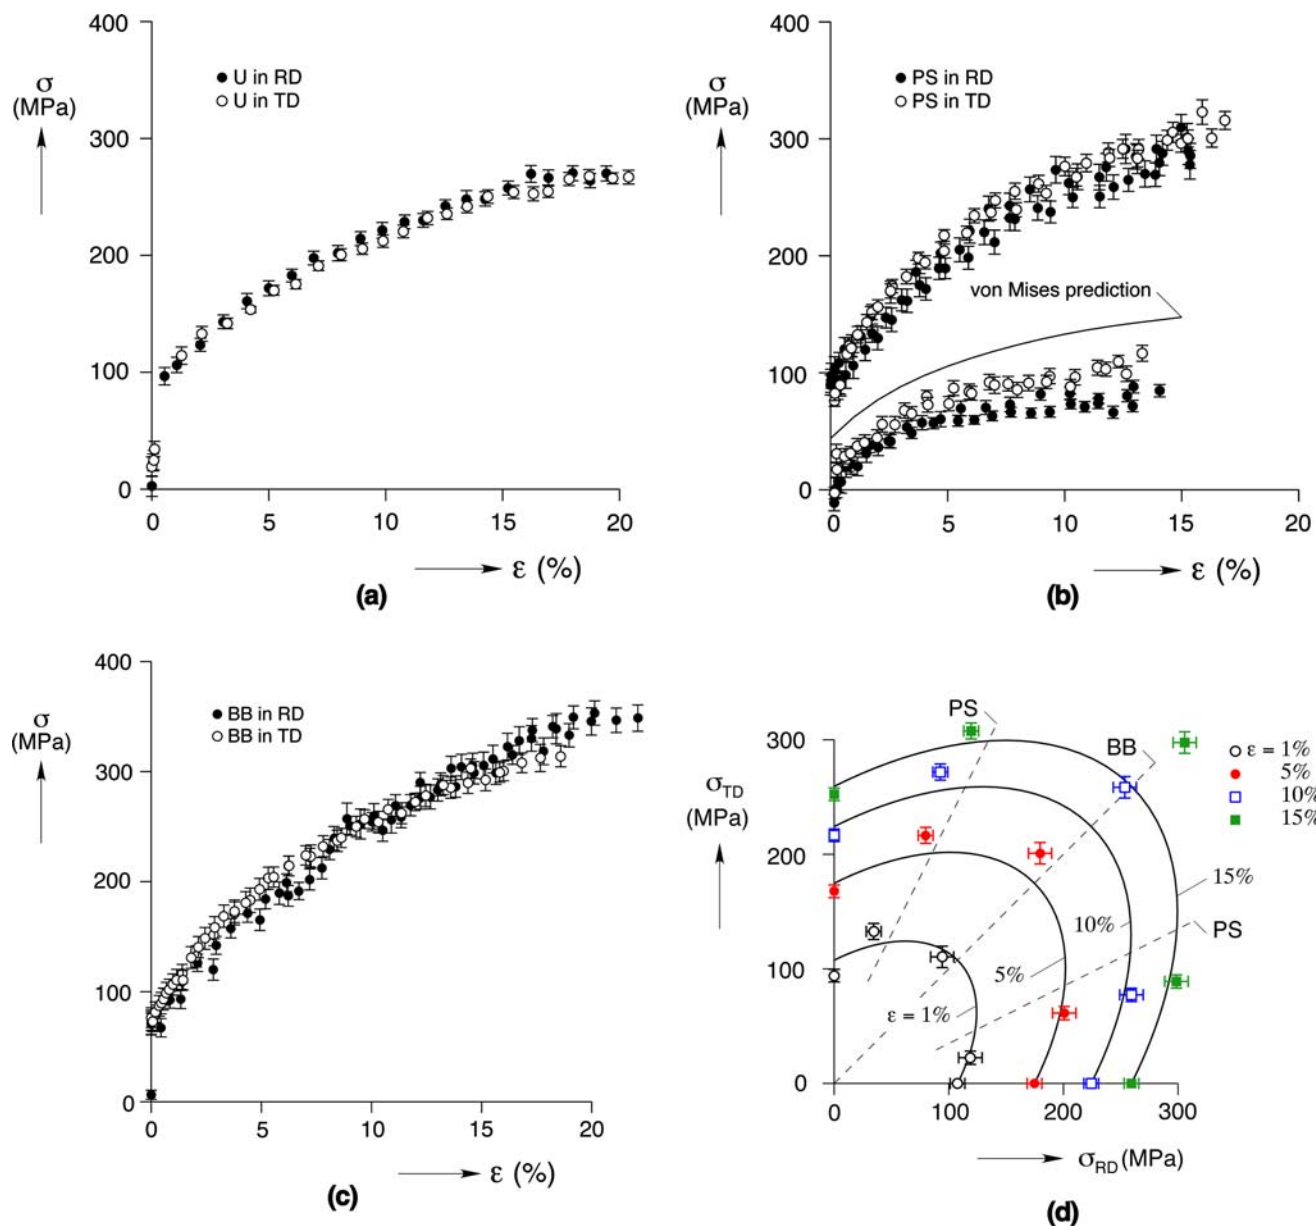 400
σ
(MPa)
U in RD
U in TD
300
200
100
0
0 5 10 15 20
ε (%)
(a)
400
σ
(MPa)
PS in RD
PS in TD
300
von Mises prediction
200
100
0
0 5 10 15 20
ε (%)
(b)
400
σ
(MPa)
BB in RD
BB in TD
300
200
100
0
0 5 10 15 20
ε (%)
(c)
PS
BB
300
σTD
(MPa)
ε = 1%
5%
10%
15%
200
15%
10%
PS
5%
100
ε = 1%
0
0 100 200 300
σRD (MPa)
(d)